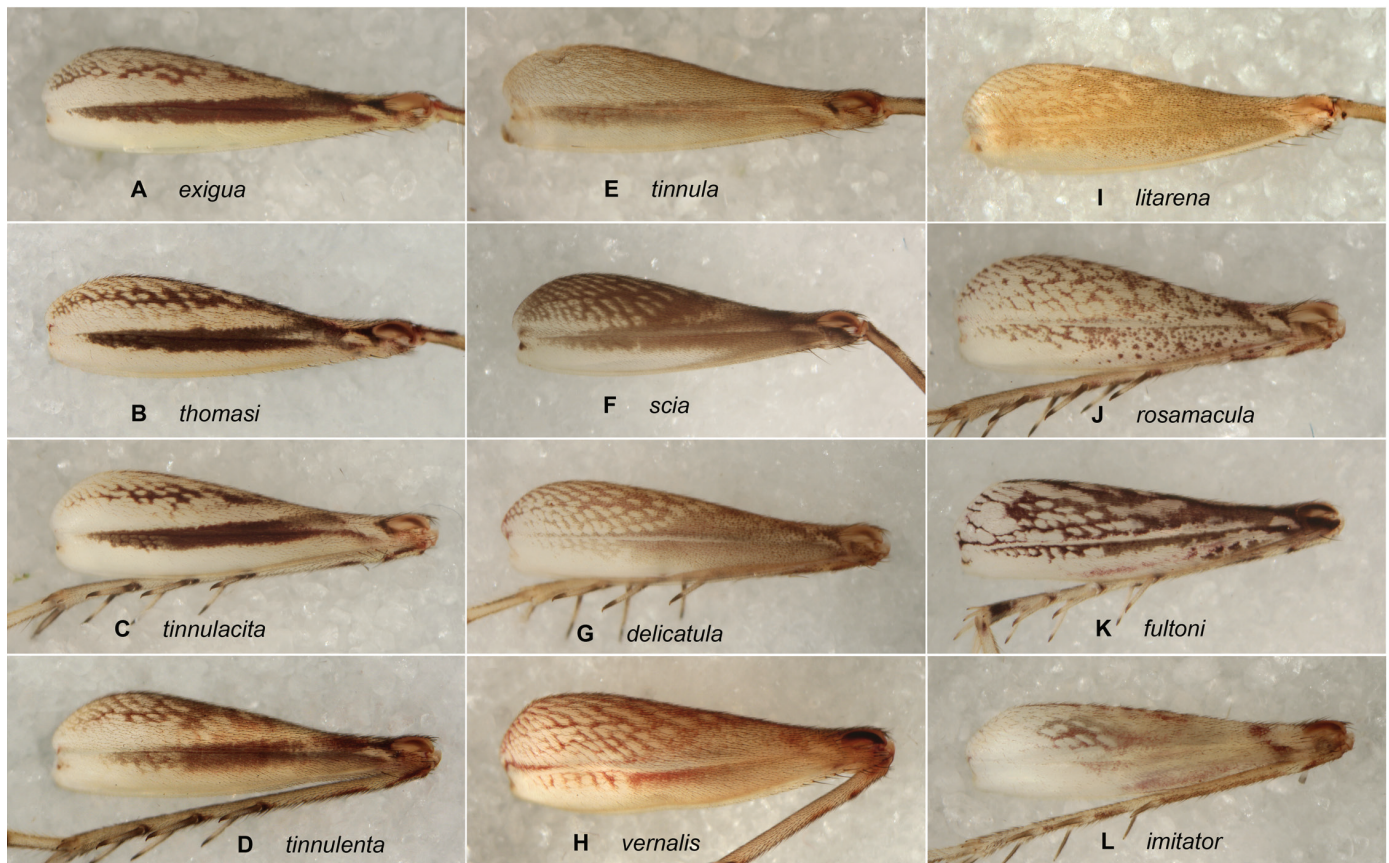 A exigua
B thomasi
C tinnulacita
D tinnulenta
E tinnula
F scia
G delicatula
H vernalis
I litarena
J rosamacula
K fultoni
L imitator